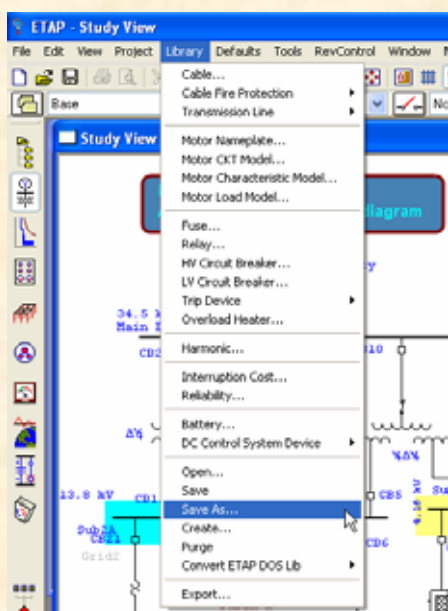 ETAP - Study View
File Edit View Project Library Defaults Tools RevControl Window
Base
Study View
Cable...
Cable Fire Protection
Transmission Line
Motor Nameplate...
Motor CKT Model...
Motor Characteristic Model...
Motor Load Model...
diagram
Fuse...
Relay...
HV Circuit Breaker...
LV Circuit Breaker...
Trip Device
Overload Heater...
34.5
Main
CB2
10
Harmonic...
Interruption Cost...
Reliability...
Battery...
DC Control System Device
Open...
Save
Save As...
Create...
Purge
Convert ETAP DOS Lib
Export...
13.8 kV CB1
CB5
Sub2A
CB21
CB6
Grid2